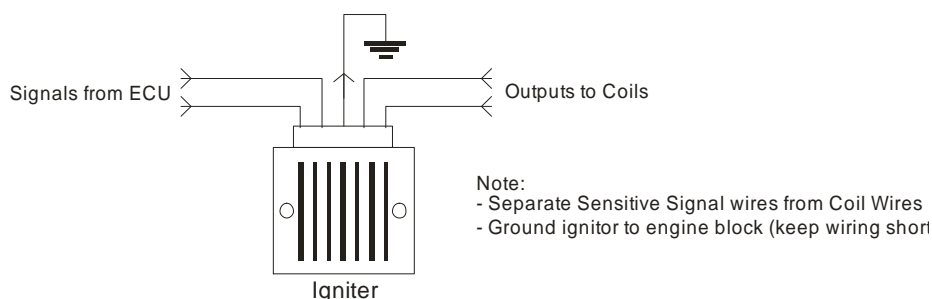 Signals from ECU
Outputs to Coils
Note:
- Separate Sensitive Signal wires from Coil Wires
- Ground ignitor to engine block (keep wiring short
Igniter